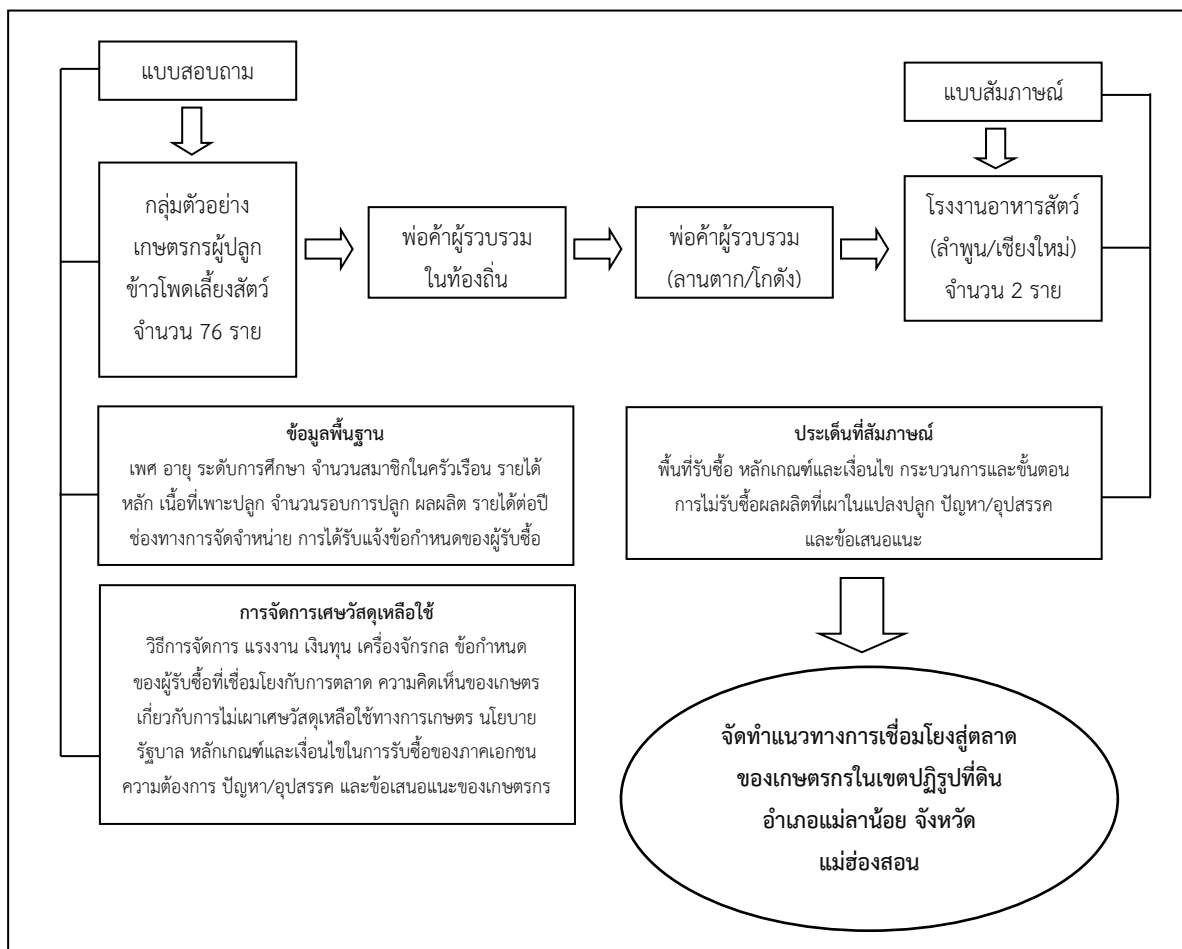 แบบสอบถาม
แบบสัมภาษณ์
กลุ่มตัวอย่าง
เกษตรกรผู้ปลูก
ข้าวโพดเลี้ยงสัตว์
จำนวน 76 ราย
พ่อค้าผู้รวบรวม
ในท้องถิ่น
พ่อค้าผู้รวบรวม
(ลานตาก/โกดัง)
โรงงานอาหารสัตว์
(ลำพูน/เชียงใหม่)
จำนวน 2 ราย
ข้อมูลพื้นฐาน
เพศ อายุ ระดับการศึกษา จำนวนสมาชิกในครัวเรือน รายได้
หลัก เนื้อที่เพาะปลูก จำนวนรอบการปลูก ผลผลิต รายได้ต่อปี
ช่องทางการจัดจำหน่าย การได้รับแจ้งข้อกำหนดของผู้รับซื้อ
ประเด็นที่สัมภาษณ์
พื้นที่รับซื้อ หลักเกณฑ์และเงื่อนไข กระบวนการและขั้นตอน
การไม่รับซื้อผลผลิตที่เผาในแปลงปลูก ปัญหา/อุปสรรค
และข้อเสนอแนะ
การจัดการเศษวัสดุเหลือใช้
วิธีการจัดการ แรงงาน เงินทุน เครื่องจักรกล ข้อกำหนด
ของผู้รับซื้อที่เชื่อมโยงกับการตลาด ความคิดเห็นของเกษตร
เกี่ยวกับการไม่เผาเศษวัสดุเหลือใช้ทางการเกษตร นโยบาย
รัฐบาล หลักเกณฑ์และเงื่อนไขในการรับซื้อของภาคเอกชน
ความต้องการ ปัญหา/อุปสรรค และข้อเสนอแนะของเกษตรกร
จัดทำแนวทางการเชื่อมโยงสู่ตลาด
ของเกษตรกรในเขตปฏิรูปที่ดิน
อำเภอแม่ลาน้อย จังหวัด
แม่ฮ่องสอน